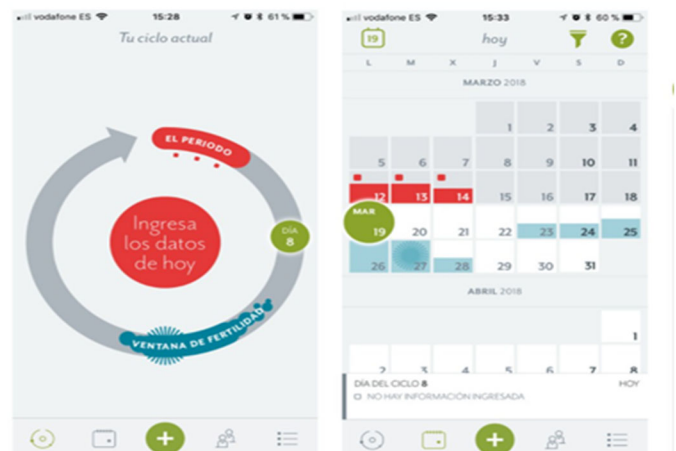 vodafone ES 15:28 61 %
Tu ciclo actual
EL PERIODO
Ingresa
los datos
de hoy
DÍA
8
VENTANA DE FERTILIDAD
vodafone ES 15:33 60 %
19 hoy ?
L M X J V S D
MARZO 2018
1 2 3 4
5 6 7 8 9 10 11
12 13 14 15 16 17 18
MAR
19 20 21 22 23 24 25
26 27 28 29 30 31
ABRIL 2018
1
2 3 4 5 6 7 8
DÍA DEL CICLO 8 HOY
NO HAY INFORMACIÓN INGRESADA